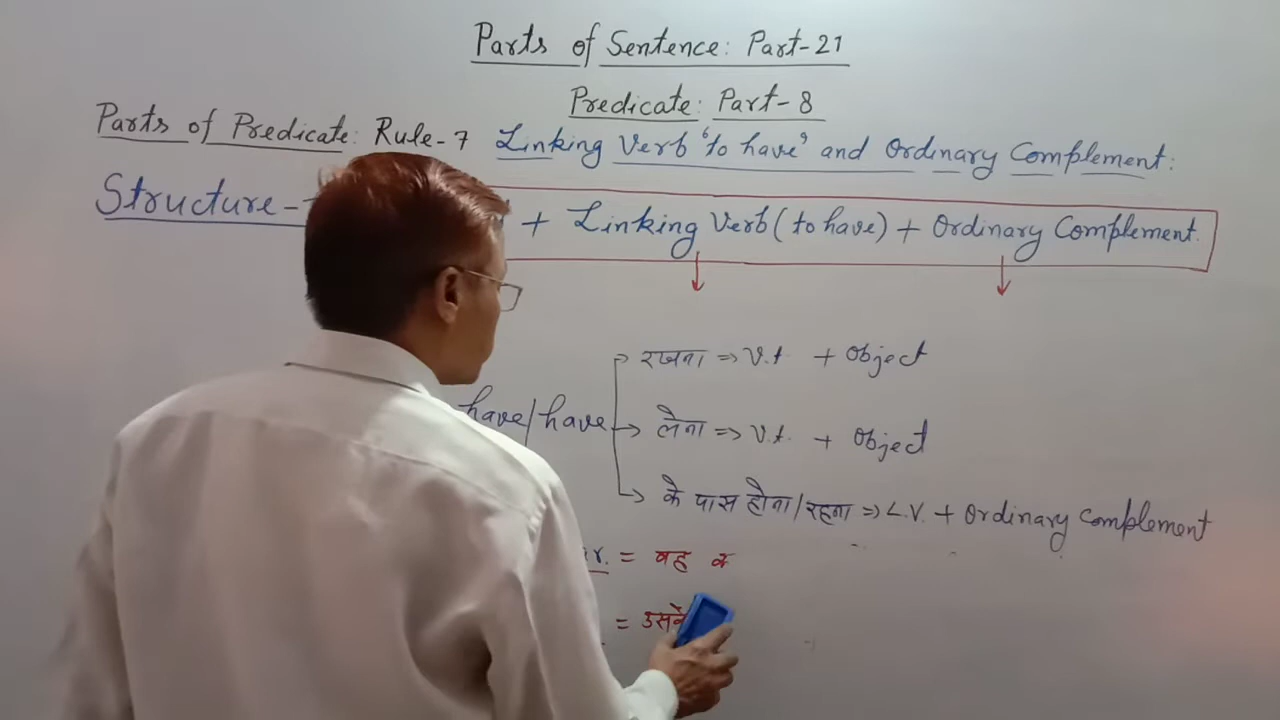 Parts of Sentence: Part-21
Predicate: Part-8
Parts of Predicate: Rule-7 Linking Verb 'to have' and Ordinary Complement:
Structure- + Linking Verb (to have) + Ordinary Complement.
रखना => V.t + Object
have/have
लेना => V.t. + Object
के पास होना/रहना => L.V. + Ordinary Complement
= वह क
= उसके